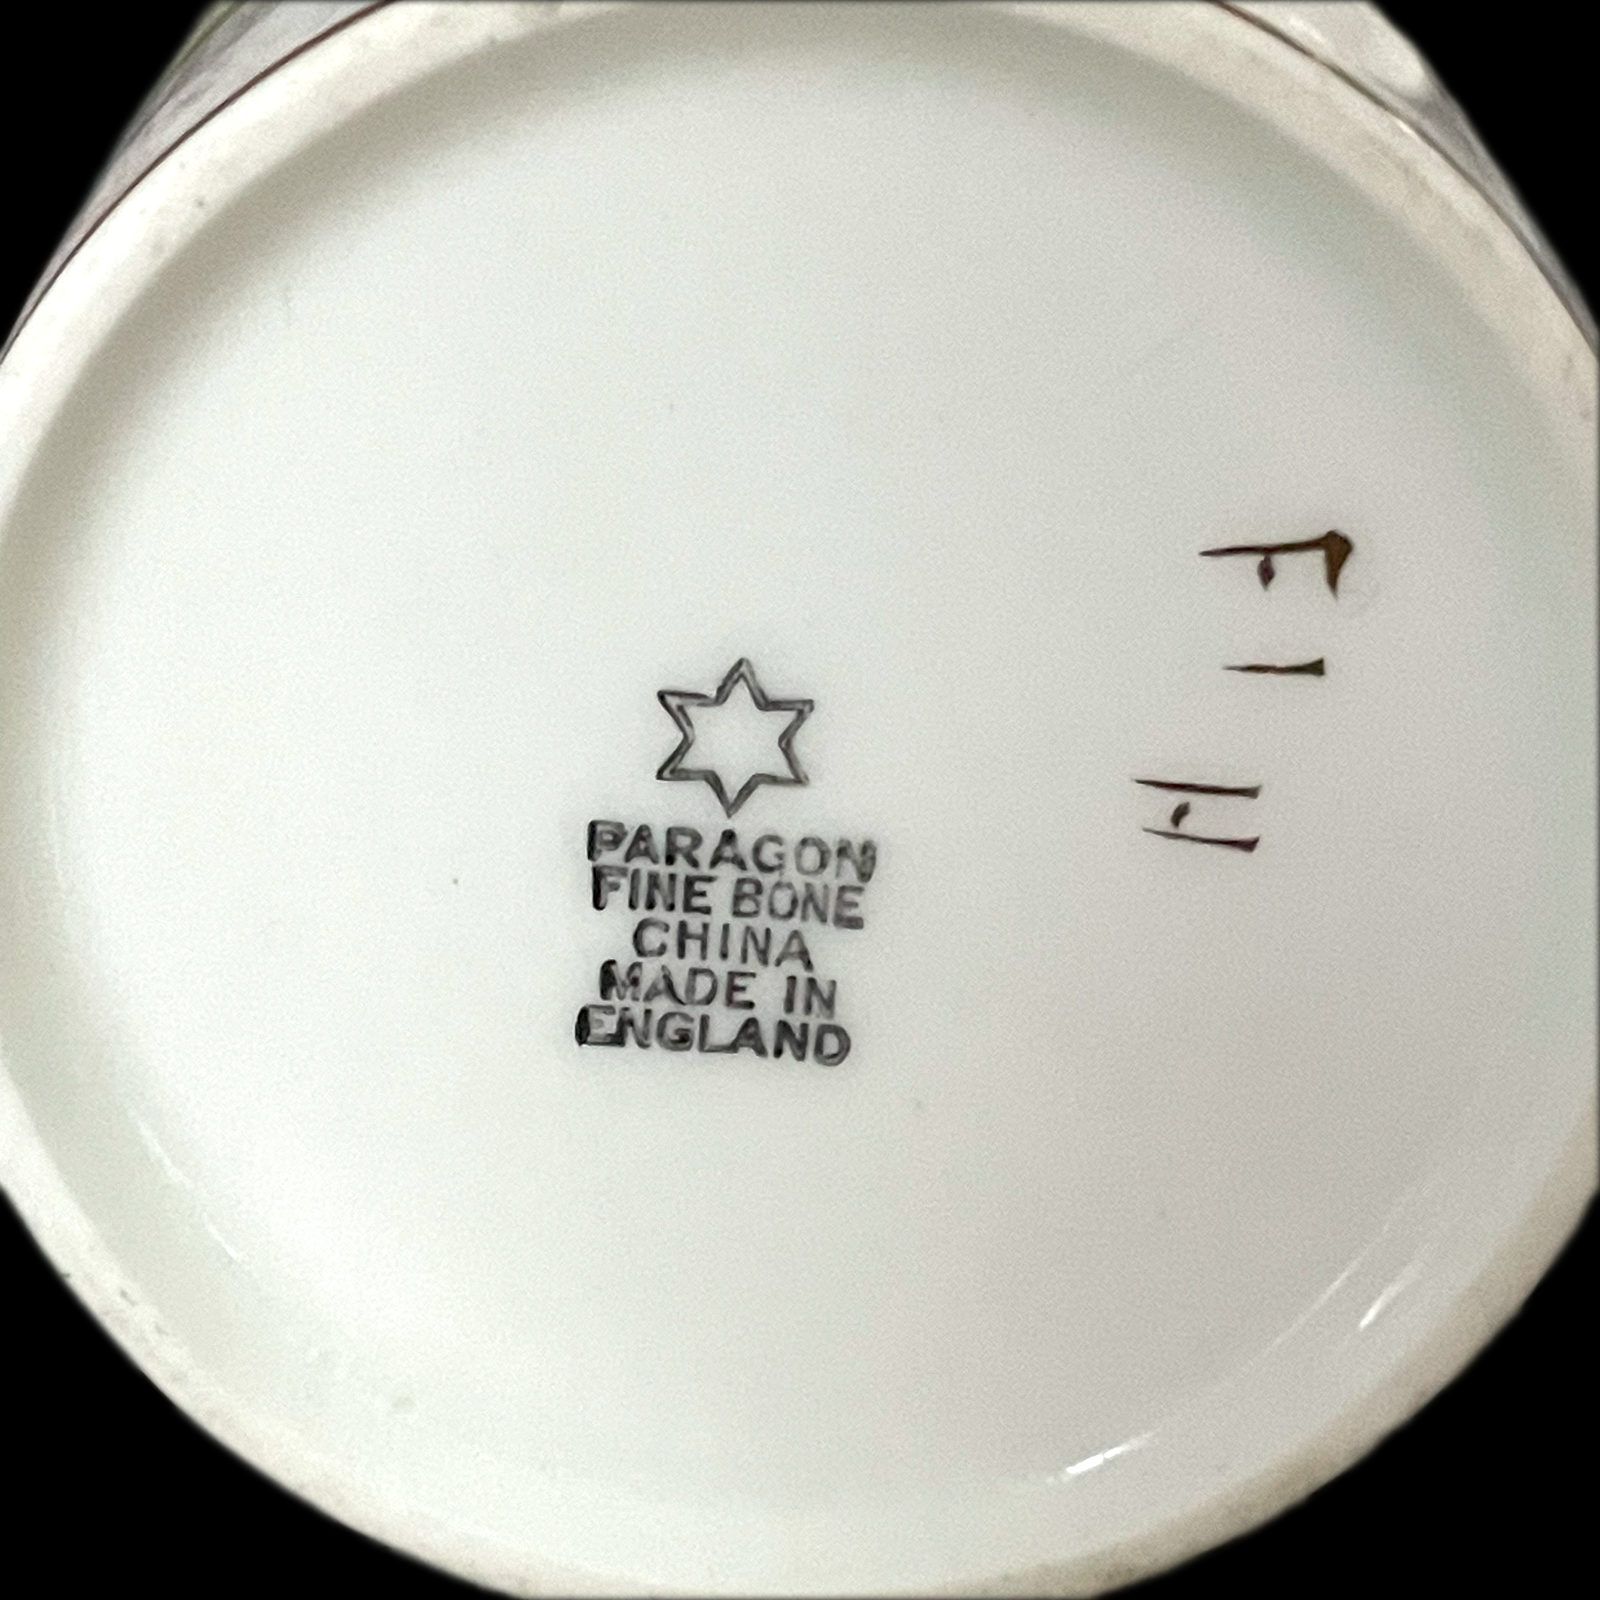 PARAGON
FINE BONE
CHINA
MADE IN
ENGLAND
F I
H